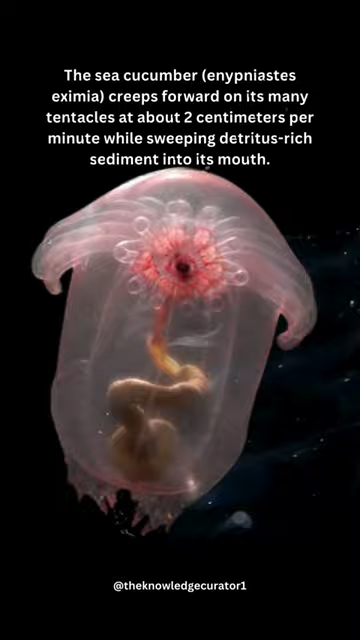 The sea cucumber (enypniastes
eximia) creeps forward on its many
tentacles at about 2 centimeters per
minute while sweeping detritus-rich
sediment into its mouth.
@theknowledgecurator1